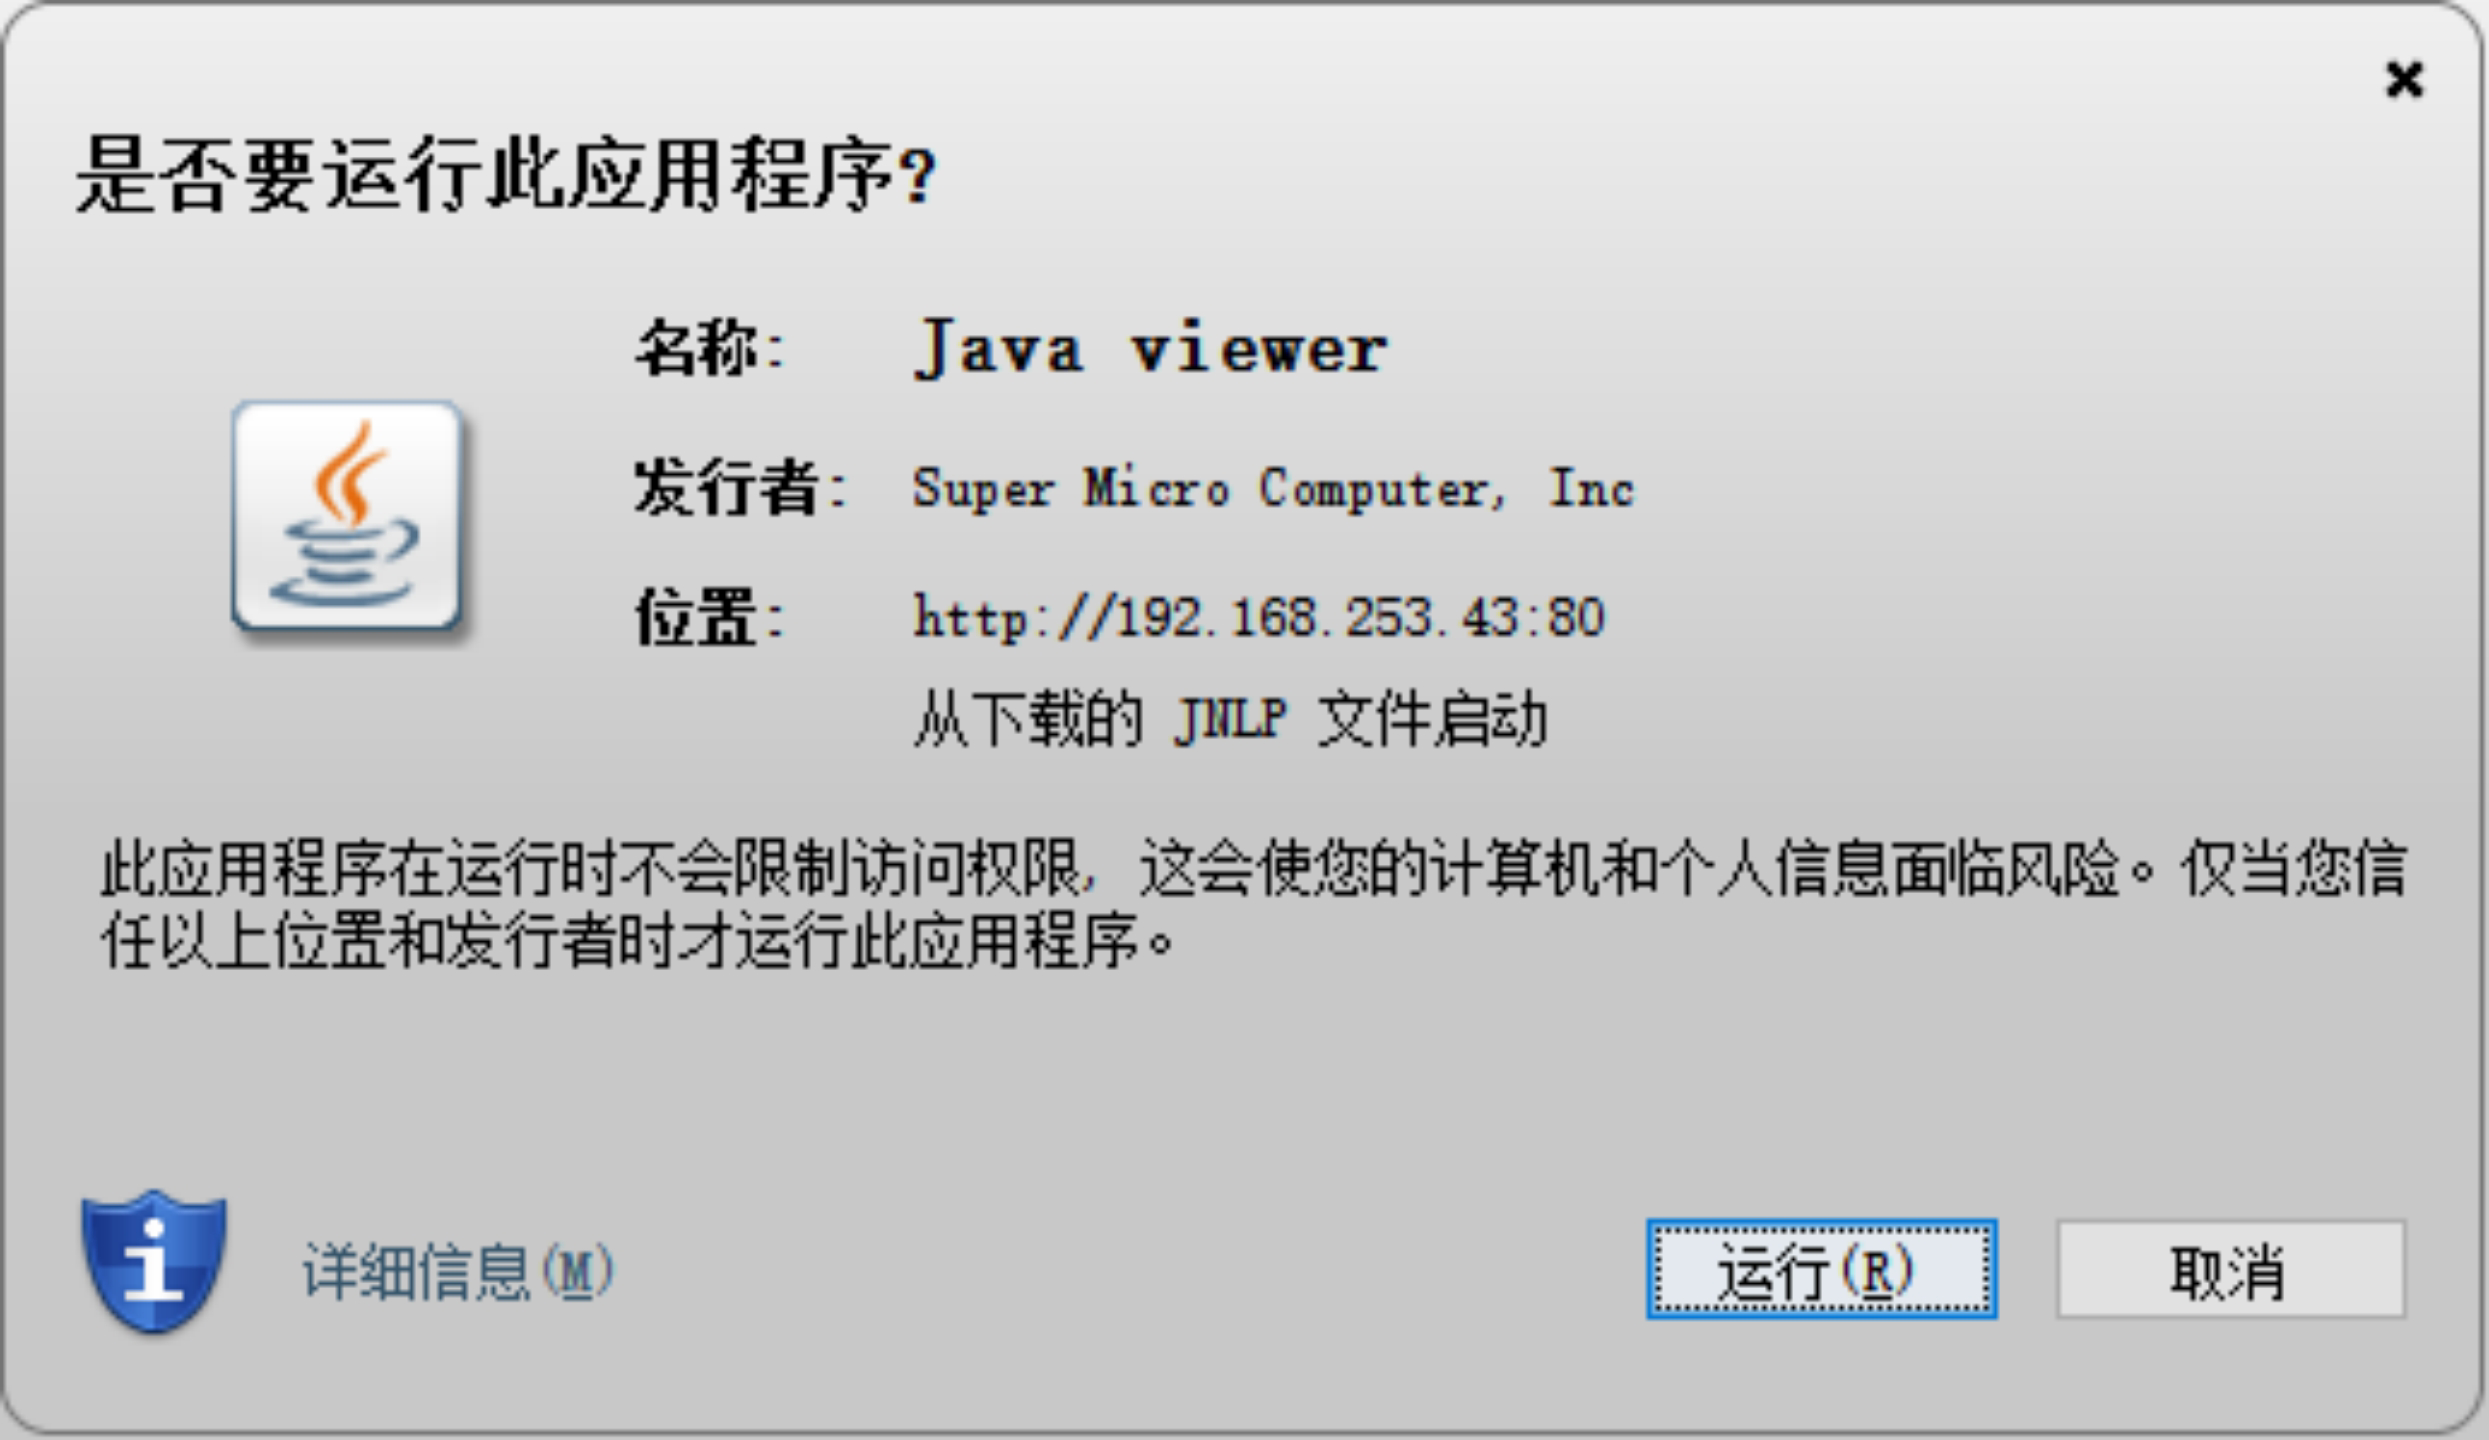 是否要运行此应用程序?
名称: Java viewer
发行者: Super Micro Computer, Inc
位置: http://192.168.253.43:80
从下载的 JNLP 文件启动
此应用程序在运行时不会限制访问权限, 这会使您的计算机和个人信息面临风险。仅当您信
任以上位置和发行者时才运行此应用程序。
详细信息(M)
运行(R) 取消